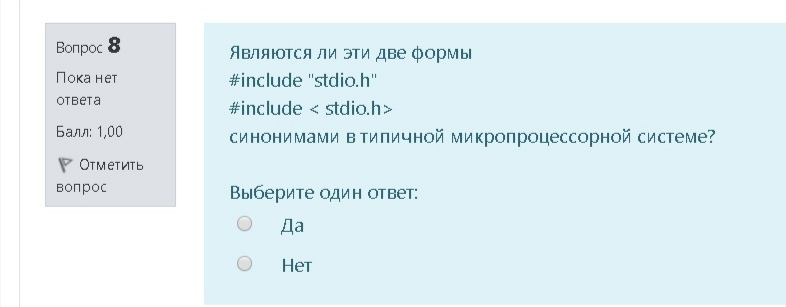 Вопрос 8
Пока нет
ответа
Балл: 1,00
Отметить
вопрос
Являются ли эти две формы
#include "stdio.h"
#include < stdio.h>
синонимами в типичной микропроцессорной системе?
Выберите один ответ:
Да
Нет